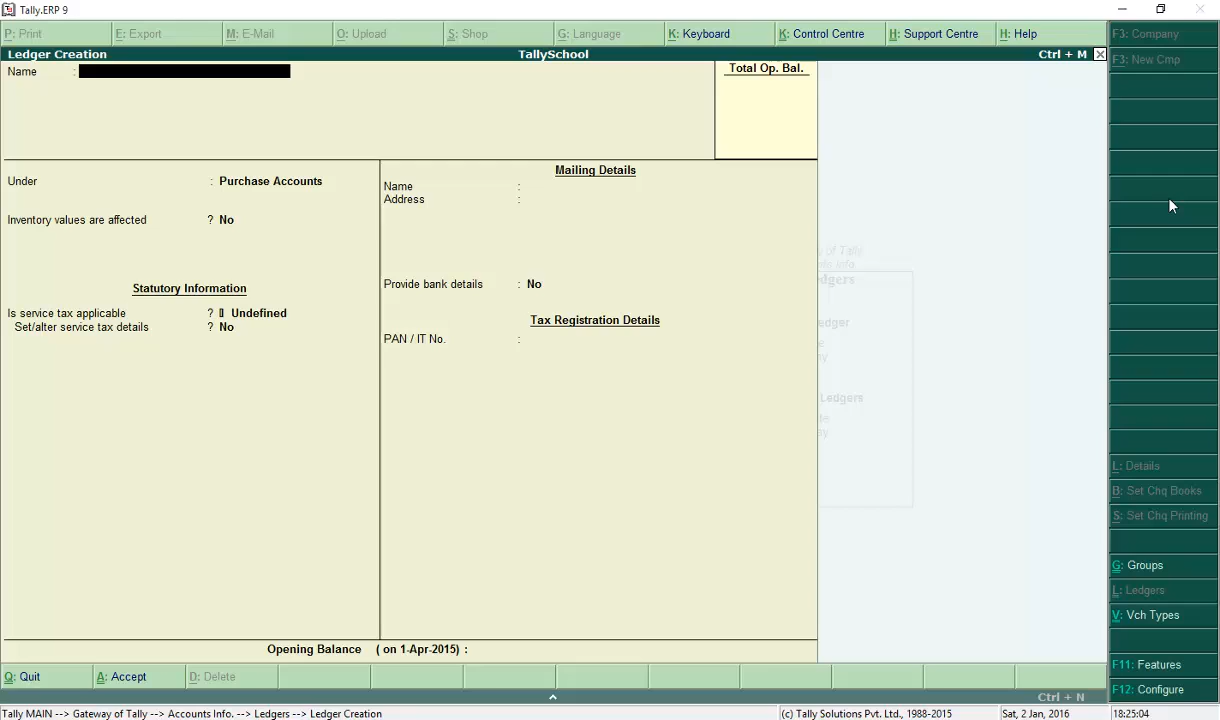 Tally.ERP 9
P: Print E: Export M: E-Mail O: Upload S: Shop G: Language K: Keyboard K: Control Centre H: Support Centre H: Help F3: Company
Ledger Creation TallySchool Ctrl + M
F3: New Cmp
Name :
Total Op. Bal.
Mailing Details
Under : Purchase Accounts
Name :
Address :
Inventory values are affected ? No
Provide bank details : No
Statutory Information
Is service tax applicable ? Undefined
Set/alter service tax details ? No
Tax Registration Details
PAN / IT No. :
y of Tally
edgers
edger
Ledgers
L: Details
B: Set Chq Books
S: Set Chq Printing
G: Groups
L: Ledgers
V: Vch Types
Opening Balance ( on 1-Apr-2015) :
F11: Features
Q: Quit A: Accept D: Delete
F12: Configure
Ctrl + N
Tally MAIN --> Gateway of Tally --> Accounts Info. --> Ledgers --> Ledger Creation (c) Tally Solutions Pvt. Ltd., 1988-2015 Sat, 2 Jan, 2016 18:25:04